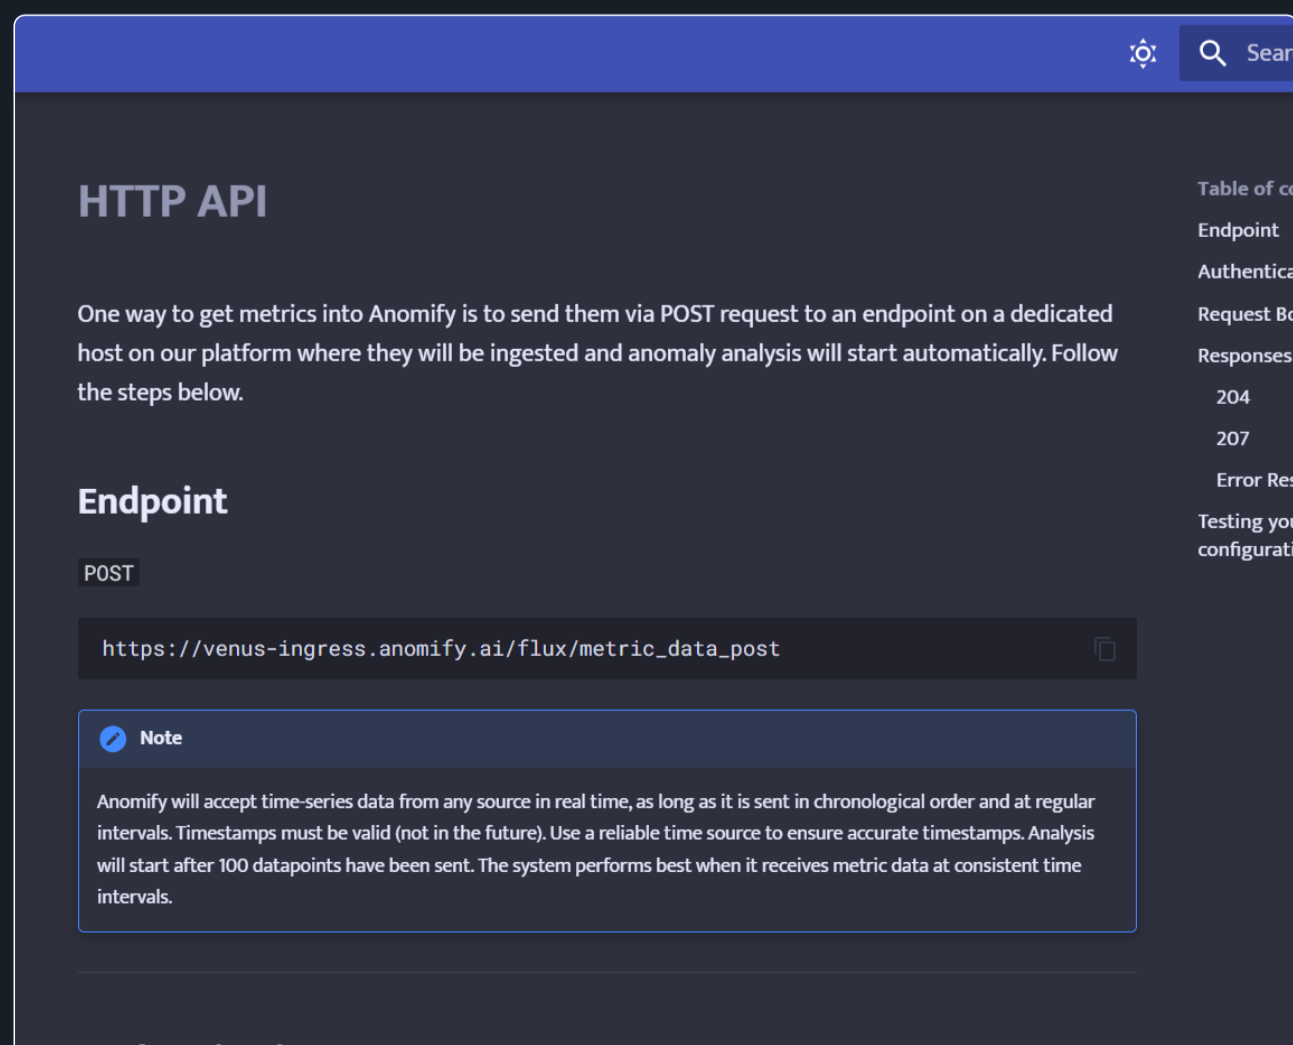 Sear
HTTP API
One way to get metrics into Anomify is to send them via POST request to an endpoint on a dedicated
host on our platform where they will be ingested and anomaly analysis will start automatically. Follow
the steps below.
Endpoint
POST
https://venus-ingress.anomify.ai/flux/metric_data_post
Note
Anomify will accept time-series data from any source in real time, as long as it is sent in chronological order and at regular
intervals. Timestamps must be valid (not in the future). Use a reliable time source to ensure accurate timestamps. Analysis
will start after 100 datapoints have been sent. The system performs best when it receives metric data at consistent time
intervals.
Table of co
Endpoint
Authentica
Request Bo
Responses
204
207
Error Res
Testing you
configurati